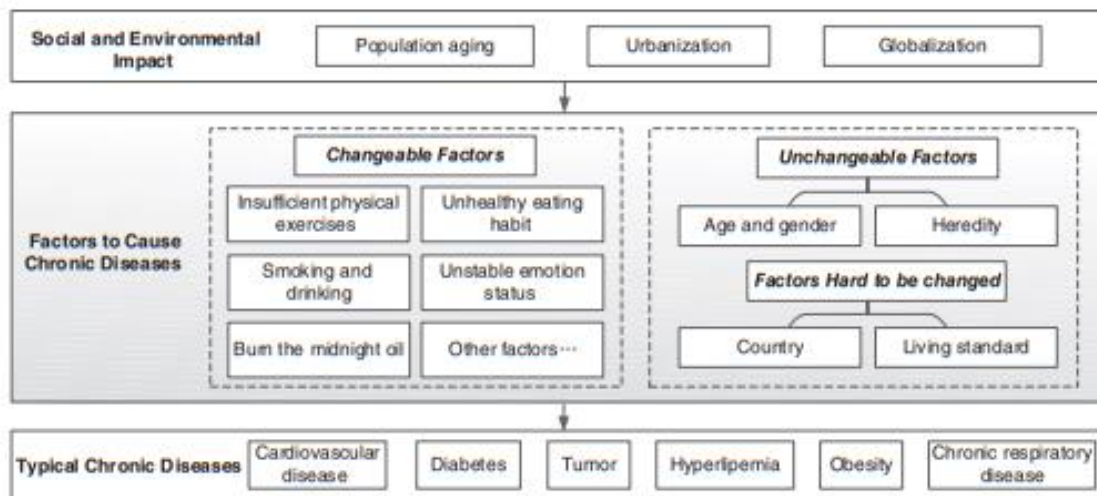 Social and Environmental
Impact
Population aging
Urbanization
Globalization
Factors to Cause
Chronic Diseases
Changeable Factors
Insufficient physical
exercises
Unhealthy eating
habit
Smoking and
drinking
Unstable emotion
status
Burn the midnight oil
Other factors···
Unchangeable Factors
Age and gender
Heredity
Factors Hard to be changed
Country
Living standard
Typical Chronic Diseases
Cardiovascular
disease
Diabetes
Tumor
Hyperlipemia
Obesity
Chronic respiratory
disease